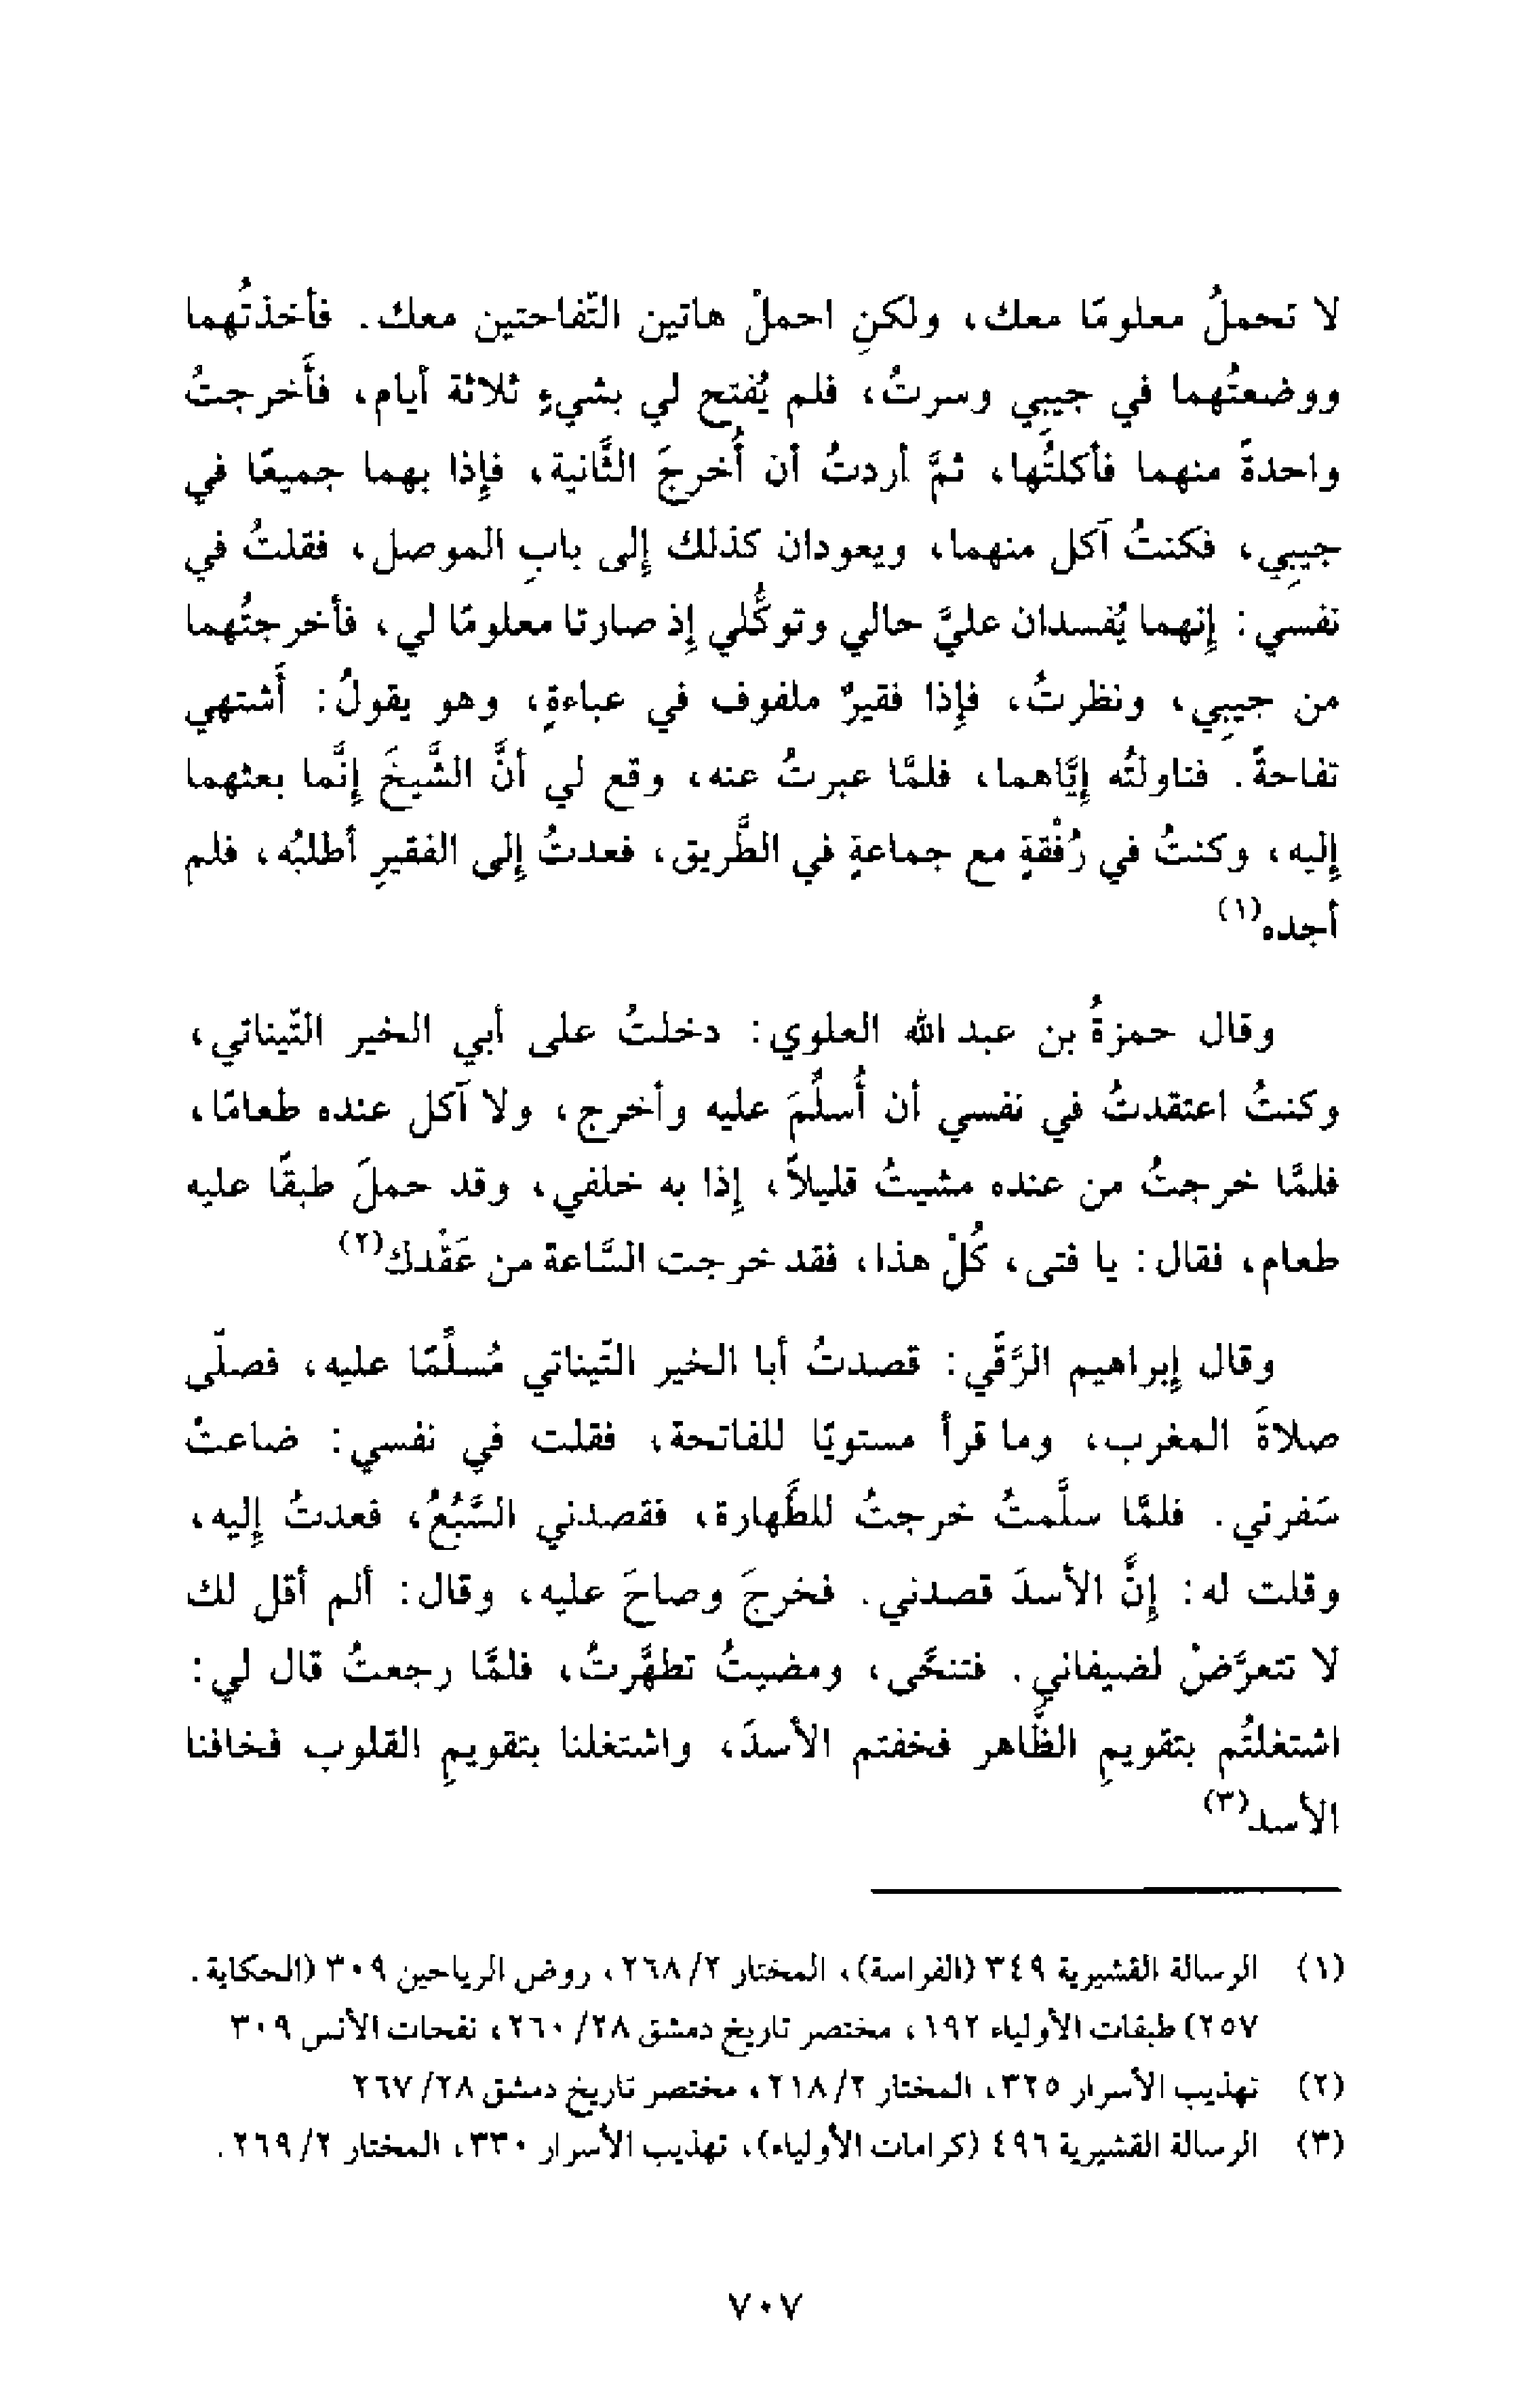 لا تحملُ معلومًا معك، ولكنِ احملْ هاتين التّفاحتين معك. فأخذتُهما
ووضعتُهما في جيبِي وسرتُ، فلم يُفتح لي بشيءٍ ثلاثة أيام، فأَخرجتُ
واحدةً منهما فأكلتُها، ثمَّ أردتُ أن أُخرجَ الثَّانية، فإذا بهما جميعًا في
جيبِي، فكنتُ آكل منهما، ويعودان كذلك إلى بابِ الموصل، فقلتُ في
نفسي: إنهما يُفسدان عليَّ حالي وتوكُّلي إذ صارتا معلومًا لي، فأخرجتُهما
من جيبِي، ونظرتُ، فإذا فقيرٌ ملفوف في عباءةٍ، وهو يقولُ: أَشتهي
تفاحةً. فناولتُه إيَّاهما، فلمَّا عبرتُ عنه، وقع لي أنَّ الشَّيخَ إنَّما بعثهما
إليه، وكنتُ في رُفْقةٍ مع جماعةٍ في الطَّريق، فعدتُ إلى الفقيرِ أطلبُه، فلم
أجده(١)
وقال حمزةُ بن عبد الله العلوي: دخلتُ على أبي الخير التّيناتي،
وكنتُ اعتقدتُ في نفسي أن أُسلِّمَ عليه وأخرج، ولا آكل عنده طعامًا،
فلمَّا خرجتُ من عنده مشيتُ قليلاً، إذا به خلفي، وقد حملَ طبقًا عليه
طعام، فقال: يا فتى، كُلْ هذا، فقد خرجت السَّاعة من عَقْدك(٢)
وقال إبراهيم الرَّقّي: قصدتُ أبا الخير التّيناتي مُسلِّمًا عليه، فصلّى
صلاةَ المغرب، وما قرأ مستويًا للفاتحة، فقلت في نفسي: ضاعتْ
سَفرتي. فلمَّا سلَّمتُ خرجتُ للطَّهارة، فقصدني السَّبُعُ، فعدتُ إليه،
وقلت له: إنَّ الأسدَ قصدني. فخرجَ وصاحَ عليه، وقال: ألم أقل لك
لا تتعرَّضْ لضيفاني. فتنحَّى، ومضيتُ تطهَّرتُ، فلمَّا رجعتُ قال لي:
اشتغلتُم بتقويمِ الظَّاهر فخفتم الأسدَ، واشتغلنا بتقويمِ القلوب فخافنا
الأسد(٣)
(١) الرسالة القشيرية ٣٤٩ (الفراسة)، المختار ٢/ ٢٦٨، روض الرياحين ٣٠٩ (الحكاية.
٢٥٧) طبقات الأولياء ١٩٢، مختصر تاريخ دمشق ٢٨/ ٢٦٠، نفحات الأنس ٣٠٩
(٢) تهذيب الأسرار ٣٢٥، المختار ٢/ ٢١٨، مختصر تاريخ دمشق ٢٨/ ٢٦٧
(٣) الرسالة القشيرية ٤٩٦ (كرامات الأولياء)، تهذيب الأسرار ٣٣٠، المختار ٢/ ٢٦٩.
٧٠٧